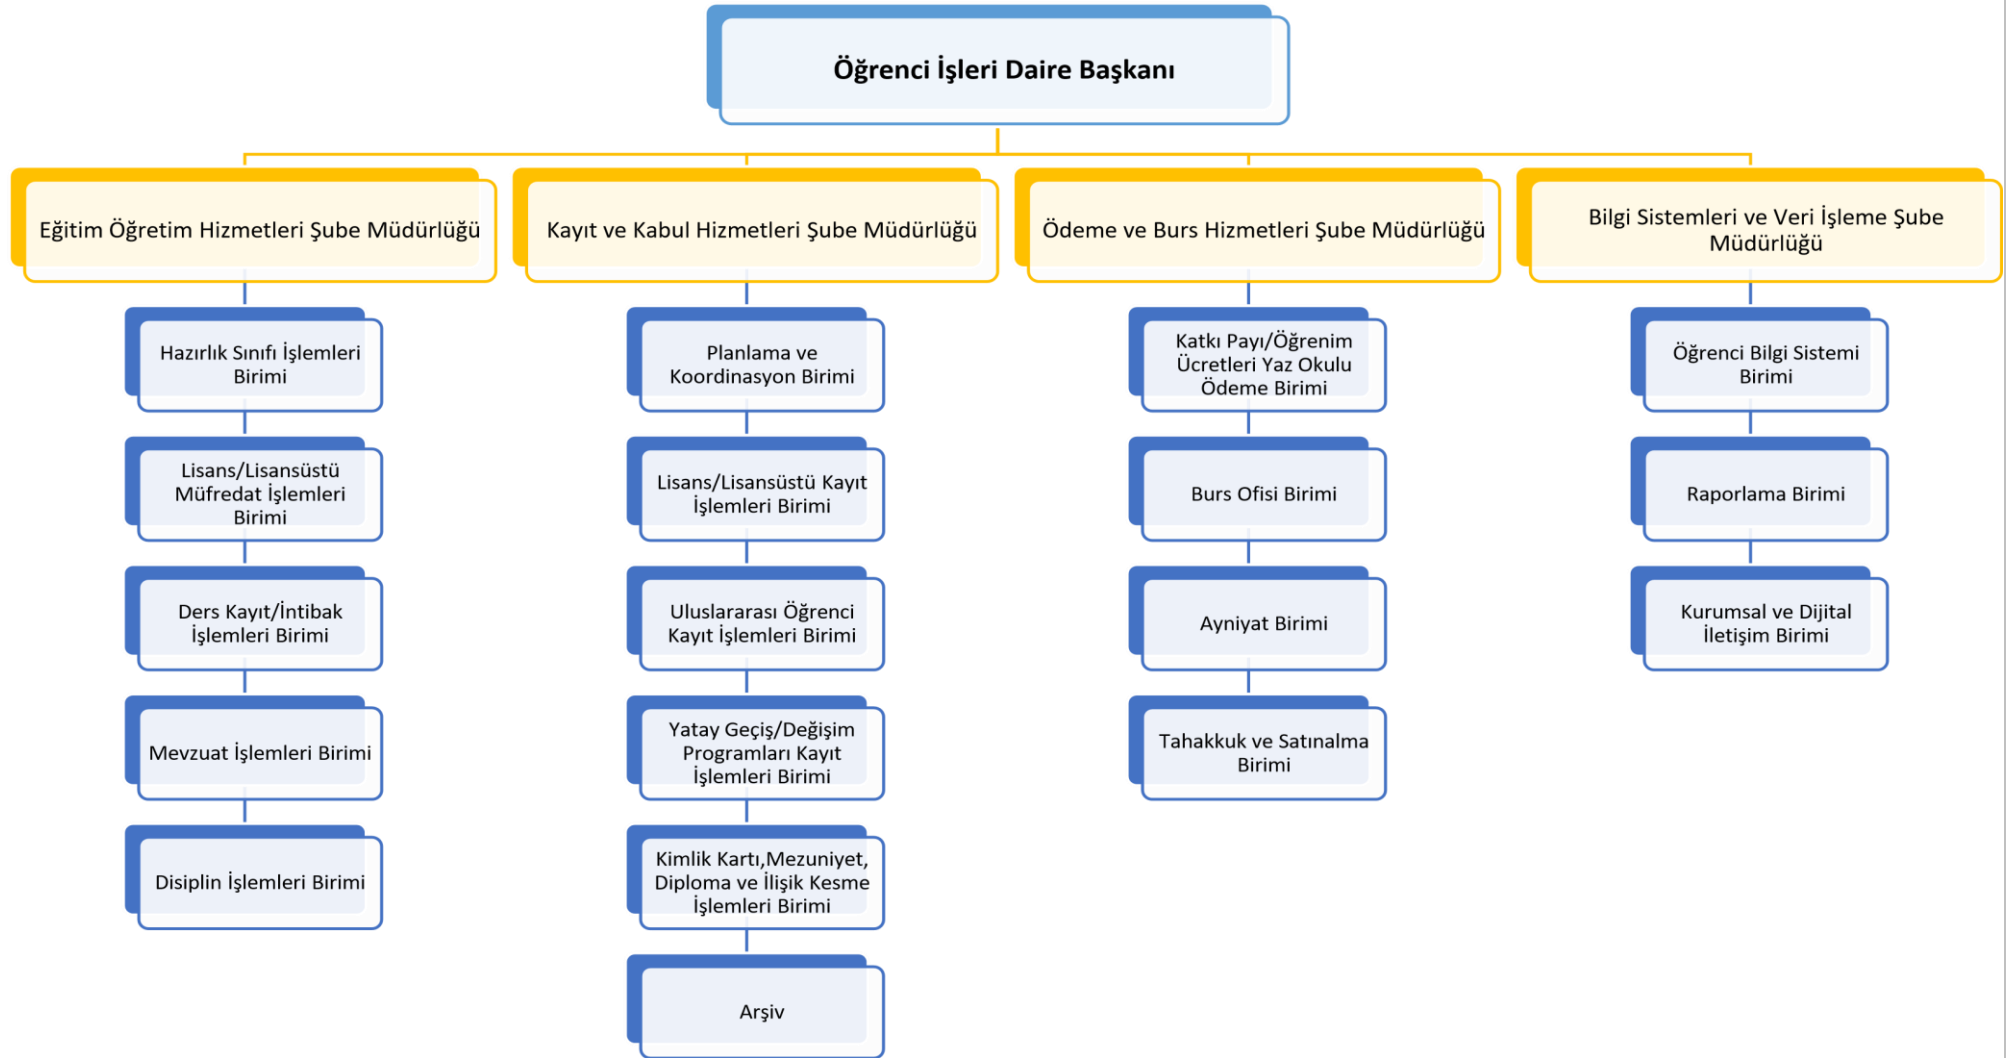 Öğrenci İşleri Daire Başkanı
Eğitim Öğretim Hizmetleri Şube Müdürlüğü
Kayıt ve Kabul Hizmetleri Şube Müdürlüğü
Ödeme ve Burs Hizmetleri Şube Müdürlüğü
Bilgi Sistemleri ve Veri İşleme Şube
Müdürlüğü
Hazırlık Sınıfı İşlemleri
Birimi
Lisans/Lisansüstü
Müfredat İşlemleri
Birimi
Ders Kayıt/İntibak
İşlemleri Birimi
Mevzuat İşlemleri Birimi
Disiplin İşlemleri Birimi
Planlama ve
Koordinasyon Birimi
Lisans/Lisansüstü Kayıt
İşlemleri Birimi
Uluslararası Öğrenci
Kayıt İşlemleri Birimi
Yatay Geçiş/Değişim
Programları Kayıt
İşlemleri Birimi
Kimlik Kartı,Mezuniyet,
Diploma ve İlişik Kesme
İşlemleri Birimi
Arşiv
Katkı Payı/Öğrenim
Ücretleri Yaz Okulu
Ödeme Birimi
Burs Ofisi Birimi
Ayniyat Birimi
Tahakkuk ve Satınalma
Birimi
Öğrenci Bilgi Sistemi
Birimi
Raporlama Birimi
Kurumsal ve Dijital
İletişim Birimi